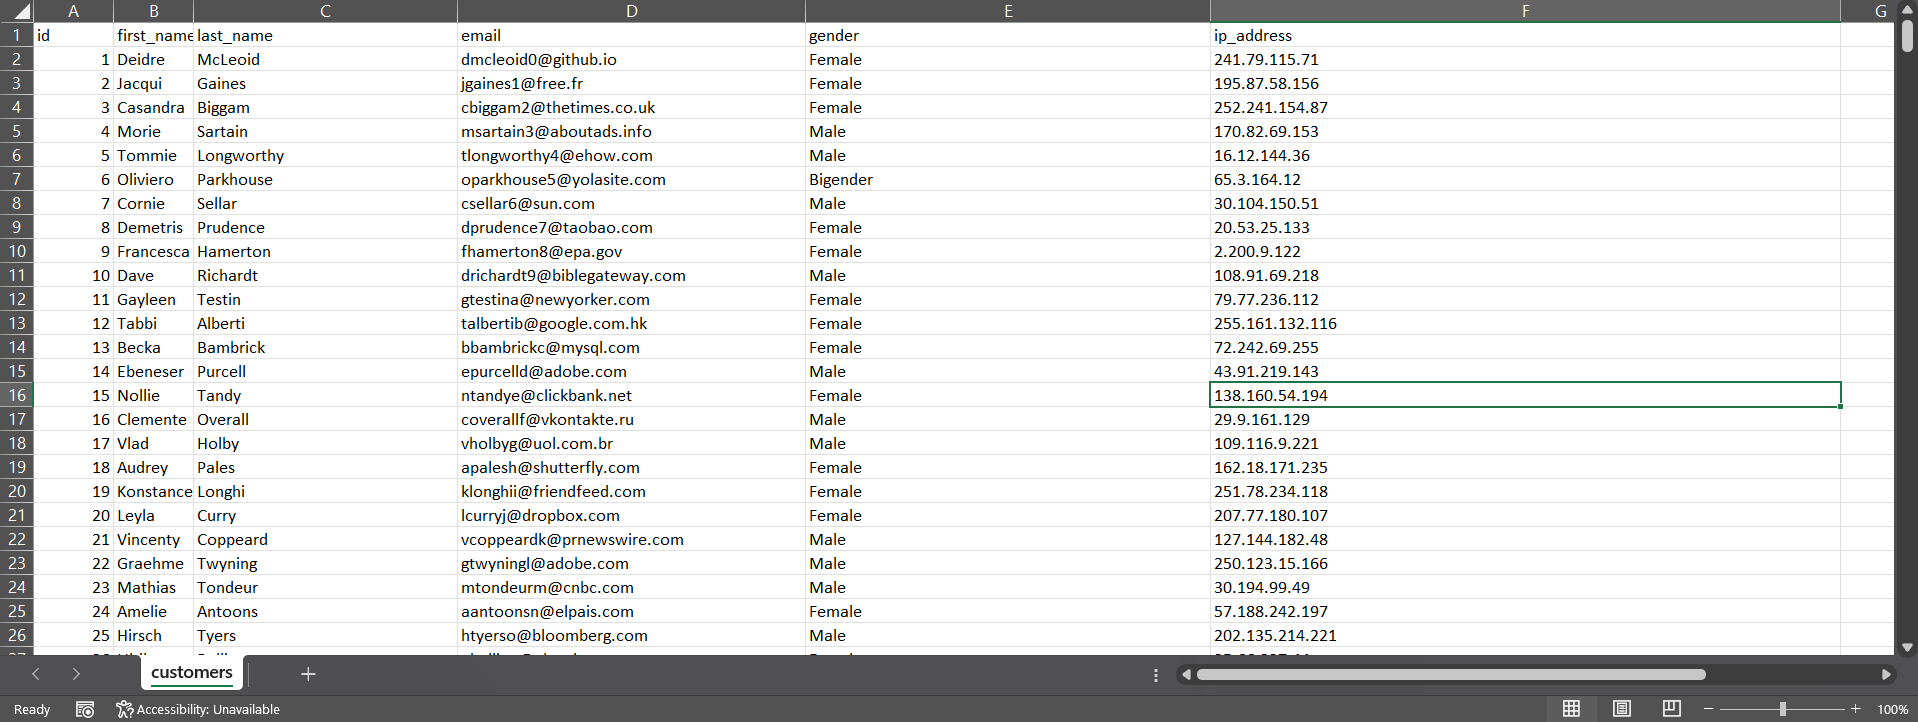 A B C D E F G
1 id first_name last_name email gender ip_address
2 1 Deidre McLeoid dmcleoid0@github.io Female 241.79.115.71
3 2 Jacqui Gaines jgaines1@free.fr Female 195.87.58.156
4 3 Casandra Biggam cbiggam2@thetimes.co.uk Female 252.241.154.87
5 4 Morie Sartain msartain3@aboutads.info Male 170.82.69.153
6 5 Tommie Longworthy tlongworthy4@ehow.com Male 16.12.144.36
7 6 Oliviero Parkhouse oparkhouse5@yolasite.com Bigender 65.3.164.12
8 7 Cornie Sellar csellar6@sun.com Male 30.104.150.51
9 8 Demetris Prudence dprudence7@taobao.com Female 20.53.25.133
10 9 Francesca Hamerton fhamerton8@epa.gov Female 2.200.9.122
11 10 Dave Richardt drichardt9@biblegateway.com Male 108.91.69.218
12 11 Gayleen Testin gtestina@newyorker.com Female 79.77.236.112
13 12 Tabbi Alberti talbertib@google.com.hk Female 255.161.132.116
14 13 Becka Bambrick bbambrickc@mysql.com Female 72.242.69.255
15 14 Ebeneser Purcell epurcelld@adobe.com Male 43.91.219.143
16 15 Nollie Tandy ntandye@clickbank.net Female 138.160.54.194
17 16 Clemente Overall coverallf@vkontakte.ru Male 29.9.161.129
18 17 Vlad Holby vholbyg@uol.com.br Male 109.116.9.221
19 18 Audrey Pales apalesh@shutterfly.com Female 162.18.171.235
20 19 Konstance Longhi klonghii@friendfeed.com Female 251.78.234.118
21 20 Leyla Curry lcurryj@dropbox.com Female 207.77.180.107
22 21 Vincenty Coppeard vcoppeardk@prnewswire.com Male 127.144.182.48
23 22 Graehme Twyning gtwyningl@adobe.com Male 250.123.15.166
24 23 Mathias Tondeur mtondeurm@cnbc.com Male 30.194.99.49
25 24 Amelie Antoons aantoonsn@elpais.com Female 57.188.242.197
26 25 Hirsch Tyers htyerso@bloomberg.com Male 202.135.214.221
customers
Ready Accessibility: Unavailable 100%